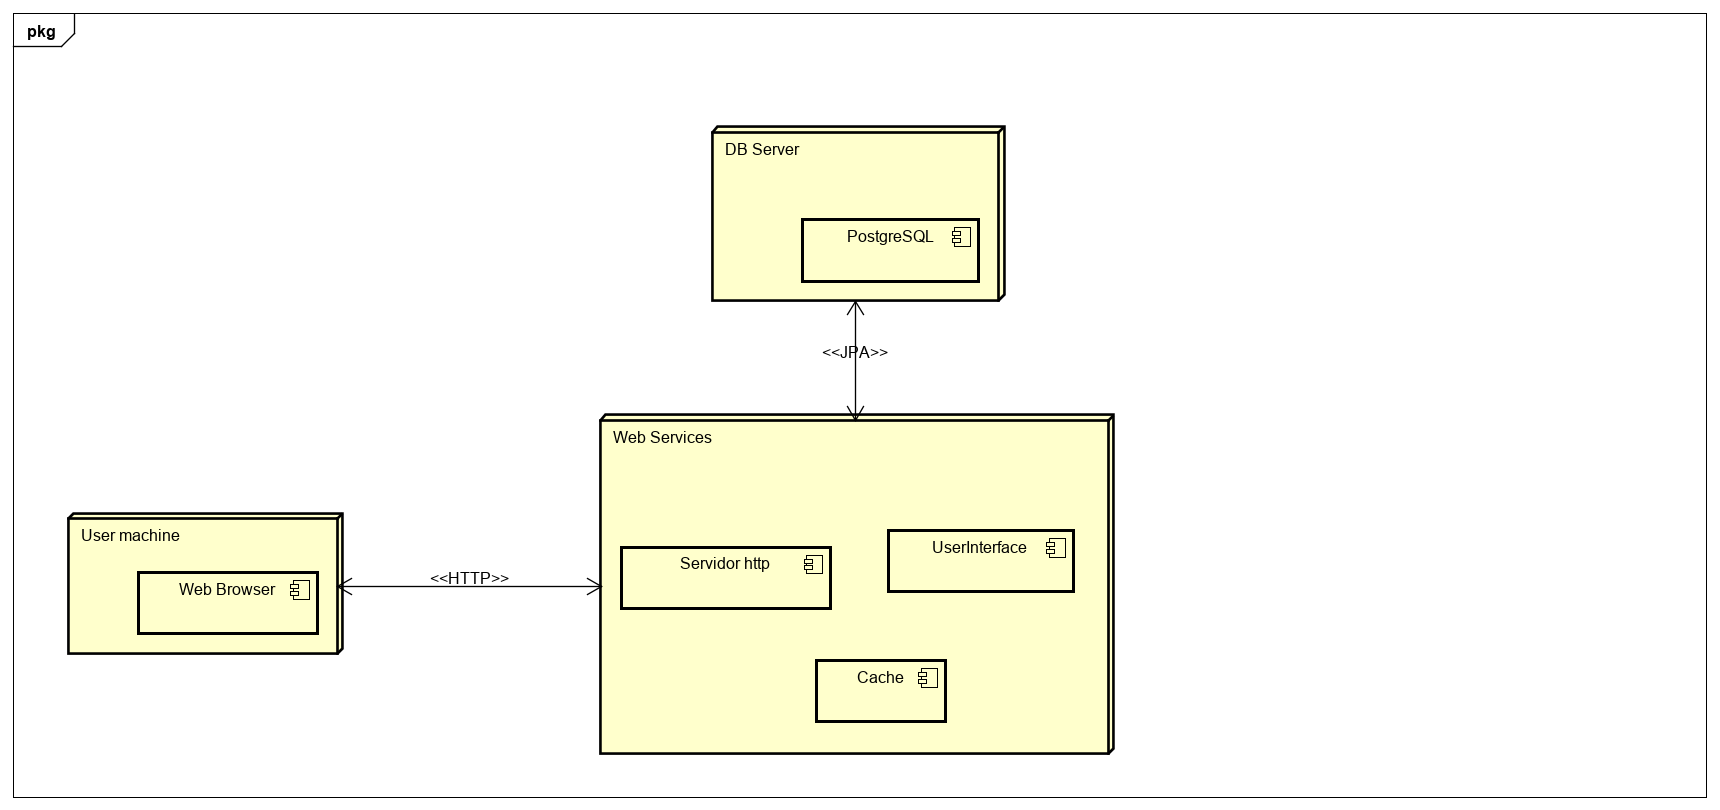 pkg
DB Server
PostgreSQL
<<JPA>>
Web Services
User machine
Servidor http
UserInterface
Web Browser
<<HTTP>>
Cache